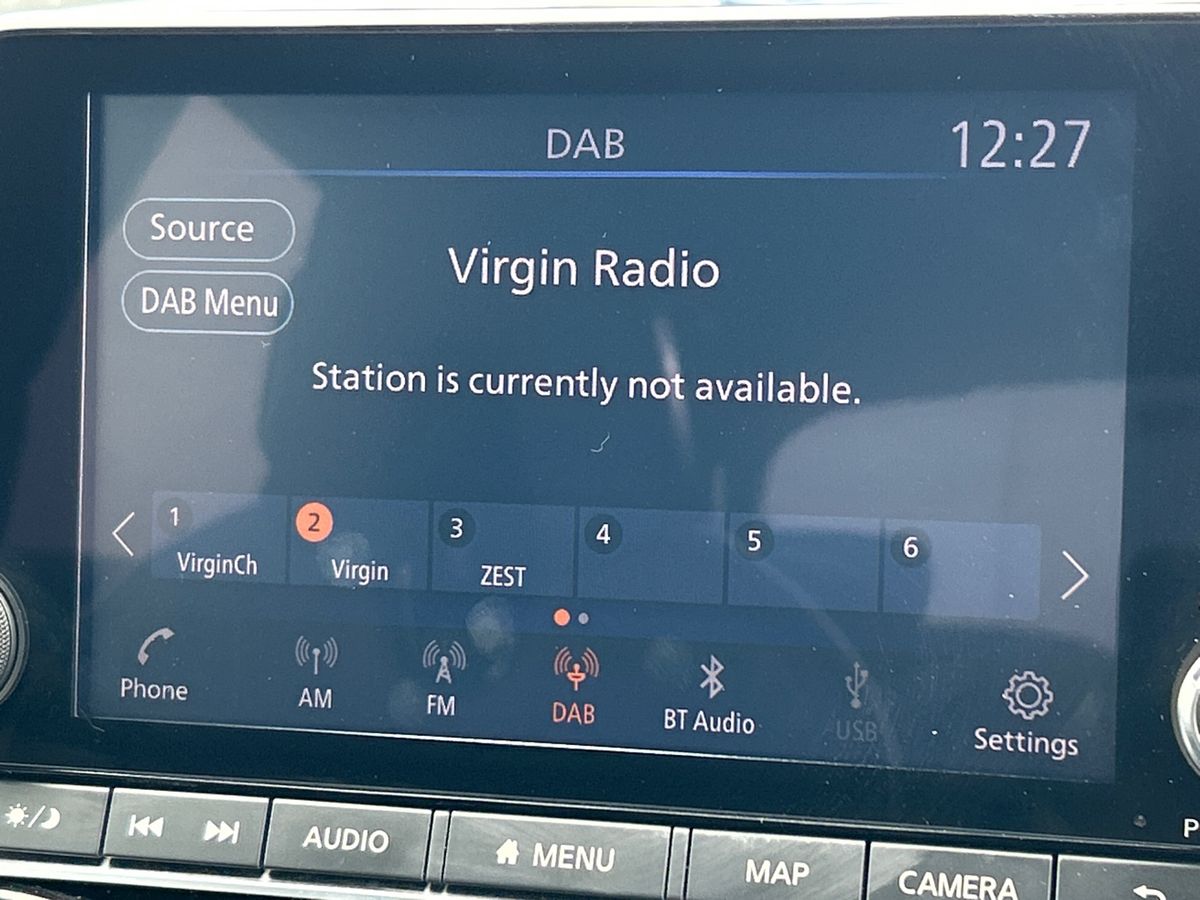 DAB
12:27
Source
Virgin Radio
DAB Menu
Station is currently not available.
1
VirginCh
2
Virgin
3
ZEST
4
5
6
Phone
AM
FM
DAB
BT Audio
USB
Settings
AUDIO
MENU
MAP
CAMERA
P